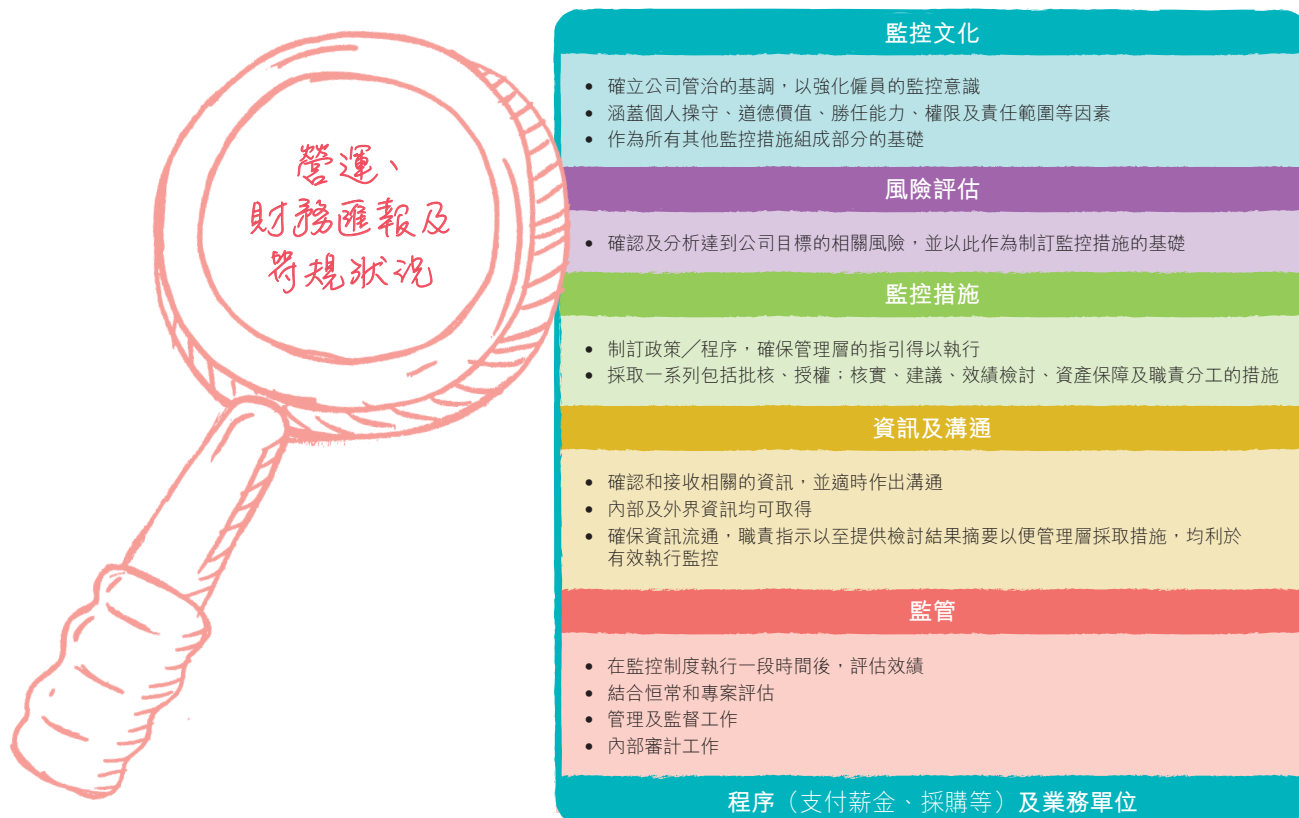 營運、
財務匯報及
符規狀況
監控文化
• 確立公司管治的基調，以強化僱員的監控意識
• 涵蓋個人操守、道德價值、勝任能力、權限及責任範圍等因素
• 作為所有其他監控措施組成部分的基礎
風險評估
• 確認及分析達到公司目標的相關風險，並以此作為制訂監控措施的基礎
監控措施
• 制訂政策／程序，確保管理層的指引得以執行
• 採取一系列包括批核、授權；核實、建議、效績檢討、資產保障及職責分工的措施
資訊及溝通
• 確認和接收相關的資訊，並適時作出溝通
• 內部及外界資訊均可取得
• 確保資訊流通，職責指示以至提供檢討結果摘要以便管理層採取措施，均利於
有效執行監控
監管
• 在監控制度執行一段時間後，評估效績
• 結合恒常和專案評估
• 管理及監督工作
• 內部審計工作
程序（支付薪金、採購等）及業務單位